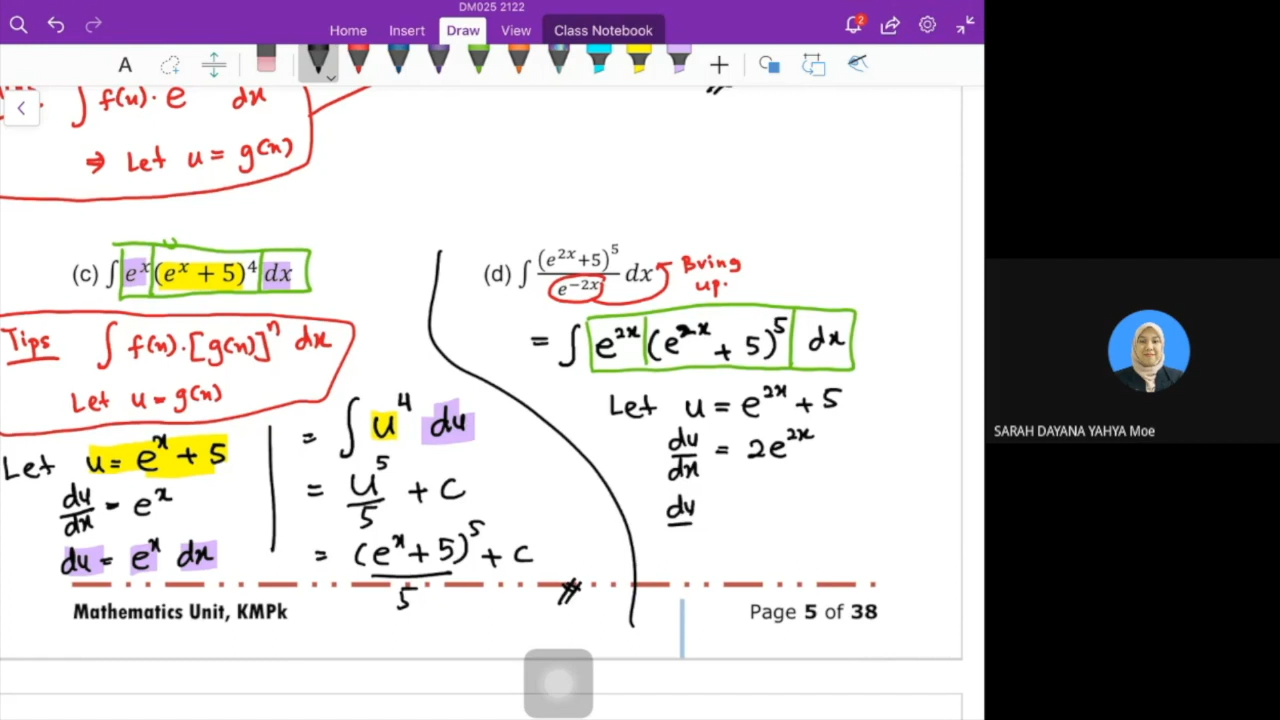 DM025 2122
Home Insert Draw View Class Notebook
2
A
∫ f(x)· e dx
⇒ Let u = g(x)
(c) ∫ eˣ(eˣ + 5)⁴ dx
u
Tips ∫ f(x)·[g(x)]ⁿ dx
Let u = g(x)
Let u = eˣ + 5
du/dx = eˣ
du = eˣ dx
= ∫ u⁴ du
= u⁵/5 + c
= (eˣ + 5)⁵/5 + c
(d) ∫ (e²ˣ+5)⁵/e⁻²ˣ dx
Bring
up.
= ∫ e²ˣ (e²ˣ + 5)⁵ dx
Let u = e²ˣ + 5
du/dx = 2e²ˣ
du
Mathematics Unit, KMPk
Page 5 of 38
SARAH DAYANA YAHYA Moe